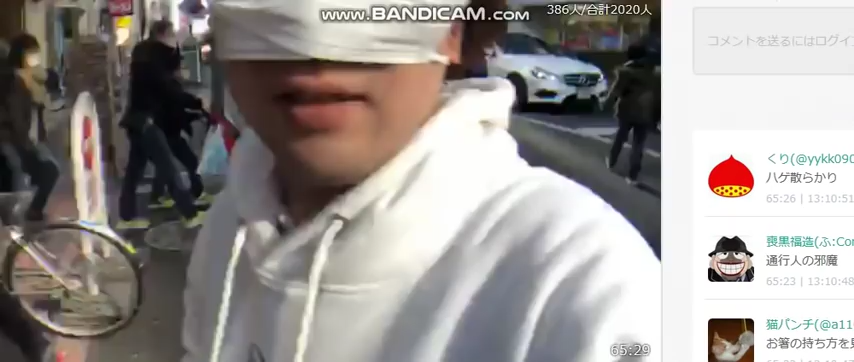 www.BANDICAM.com
386人/合計2020人
コメントを送るにはログイ
くり(@yykk090
ハゲ散らかり
65:26 | 13:10:51
喪黒福造(ふ:Cor
通行人の邪魔
65:23 | 13:10:48
猫パンチ(@a11
お箸の持ち方を見
65:29